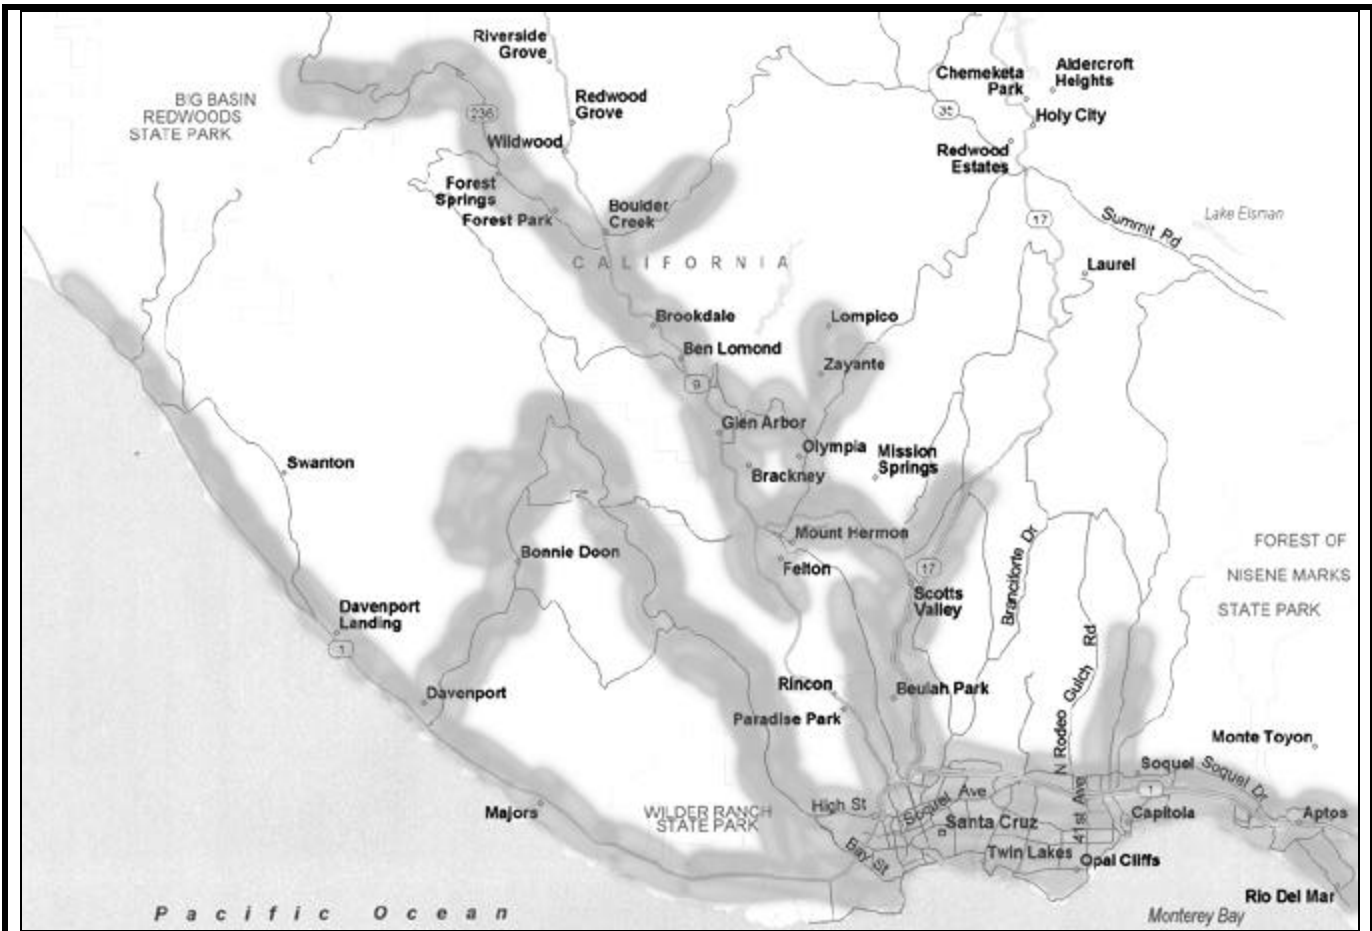 Riverside
Grove
Chemeketa
Park
Aldercroft
Heights
BIG BASIN
REDWOODS
STATE PARK
Redwood
Grove
236
35
Holy City
Wildwood
Redwood
Estates
Forest
Springs
Forest Park
Boulder
Creek
17
Summit Rd
Lake Elsman
CALIFORNIA
Laurel
Brookdale
Lompico
Ben Lomond
Zayante
9
Glen Arbor
Olympia
Mission
Springs
Swanton
Brackney
Mount Hermon
Bonnie Doon
Felton
17
Scotts
Valley
Branciforte Dr
FOREST OF
NISENE MARKS
STATE PARK
Davenport
Landing
1
Davenport
Rincon
Beulah Park
Paradise Park
N Rodeo Gulch Rd
Monte Toyon
Soquel
Soquel Dr
1
Majors
WILDER RANCH
STATE PARK
High St
Soquel Ave
41st Ave
Capitola
Aptos
Santa Cruz
Bay St
Twin Lakes
Opal Cliffs
Rio Del Mar
Pacific Ocean
Monterey Bay